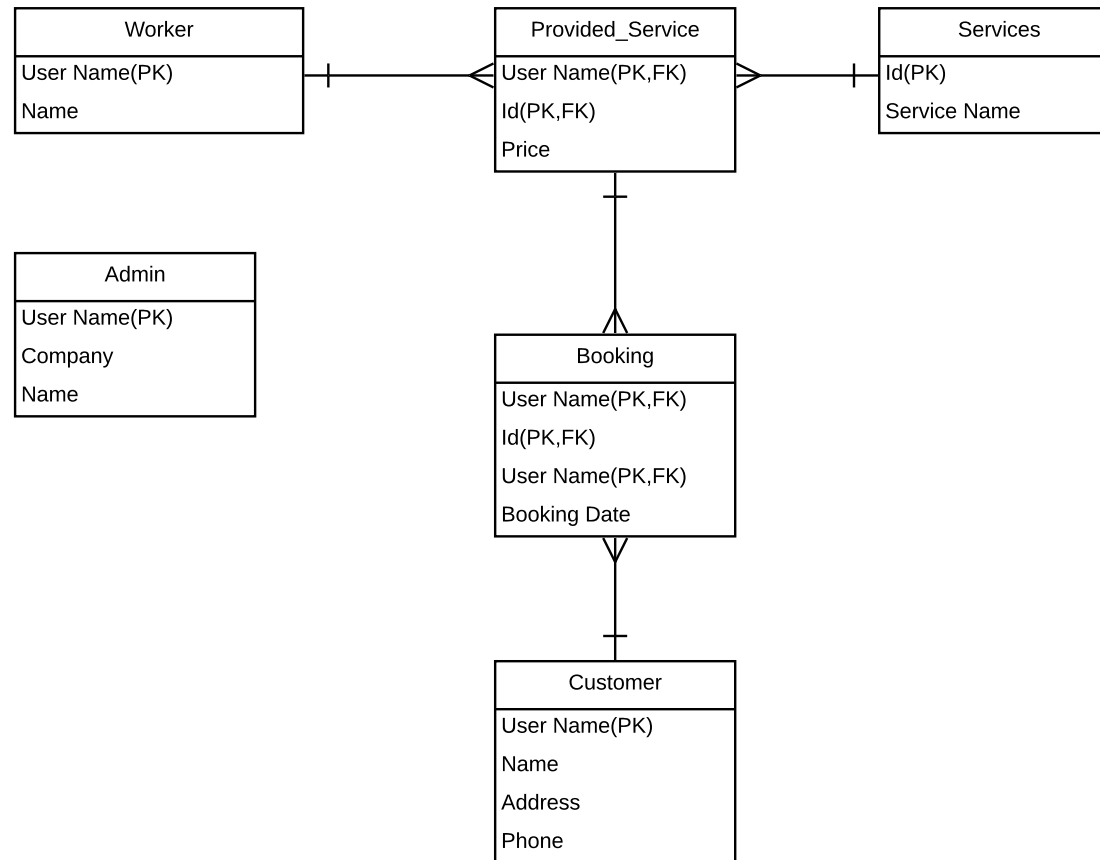 Worker
User Name(PK)
Name
Provided_Service
User Name(PK,FK)
Id(PK,FK)
Price
Services
Id(PK)
Service Name
Admin
User Name(PK)
Company
Name
Booking
User Name(PK,FK)
Id(PK,FK)
User Name(PK,FK)
Booking Date
Customer
User Name(PK)
Name
Address
Phone